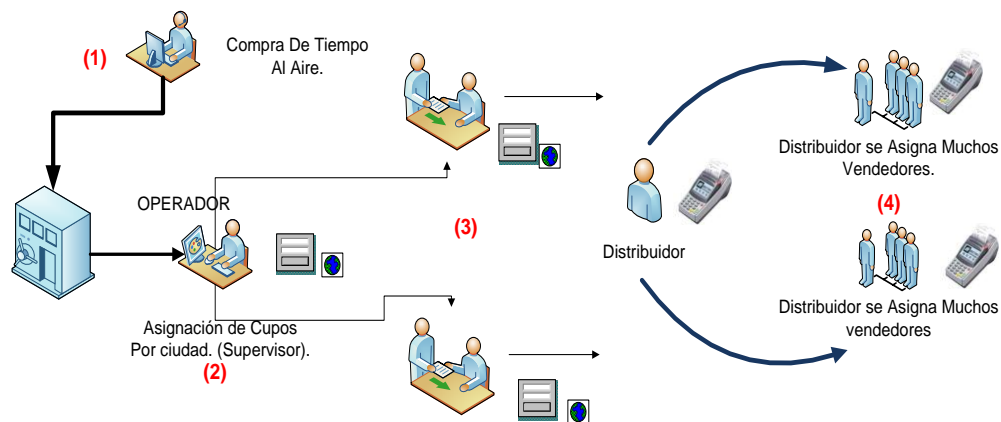 (1)
Compra De Tiempo
Al Aire.
OPERADOR
Asignación de Cupos
Por ciudad. (Supervisor).
(2)
(3)
Distribuidor
Distribuidor se Asigna Muchos
Vendedores.
(4)
Distribuidor se Asigna Muchos
vendedores